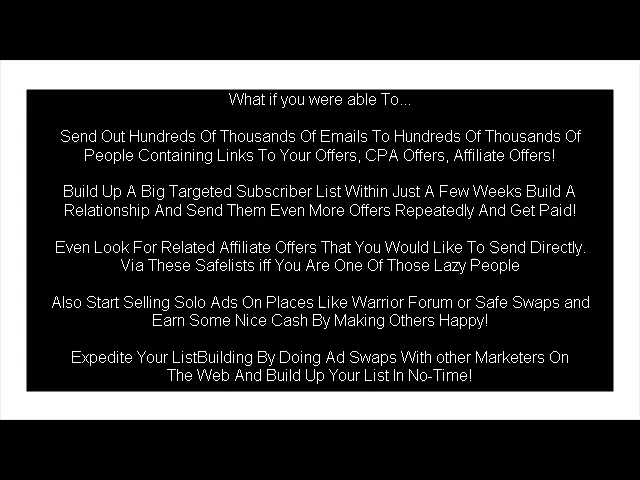 What if you were able To...
Send Out Hundreds Of Thousands Of Emails To Hundreds Of Thousands Of
People Containing Links To Your Offers, CPA Offers, Affiliate Offers!
Build Up A Big Targeted Subscriber List Within Just A Few Weeks Build A
Relationship And Send Them Even More Offers Repeatedly And Get Paid!
Even Look For Related Affiliate Offers That You Would Like To Send Directly.
Via These Safelists iff You Are One Of Those Lazy People
Also Start Selling Solo Ads On Places Like Warrior Forum or Safe Swaps and
Earn Some Nice Cash By Making Others Happy!
Expedite Your ListBuilding By Doing Ad Swaps With other Marketers On
The Web And Build Up Your List In No-Time!